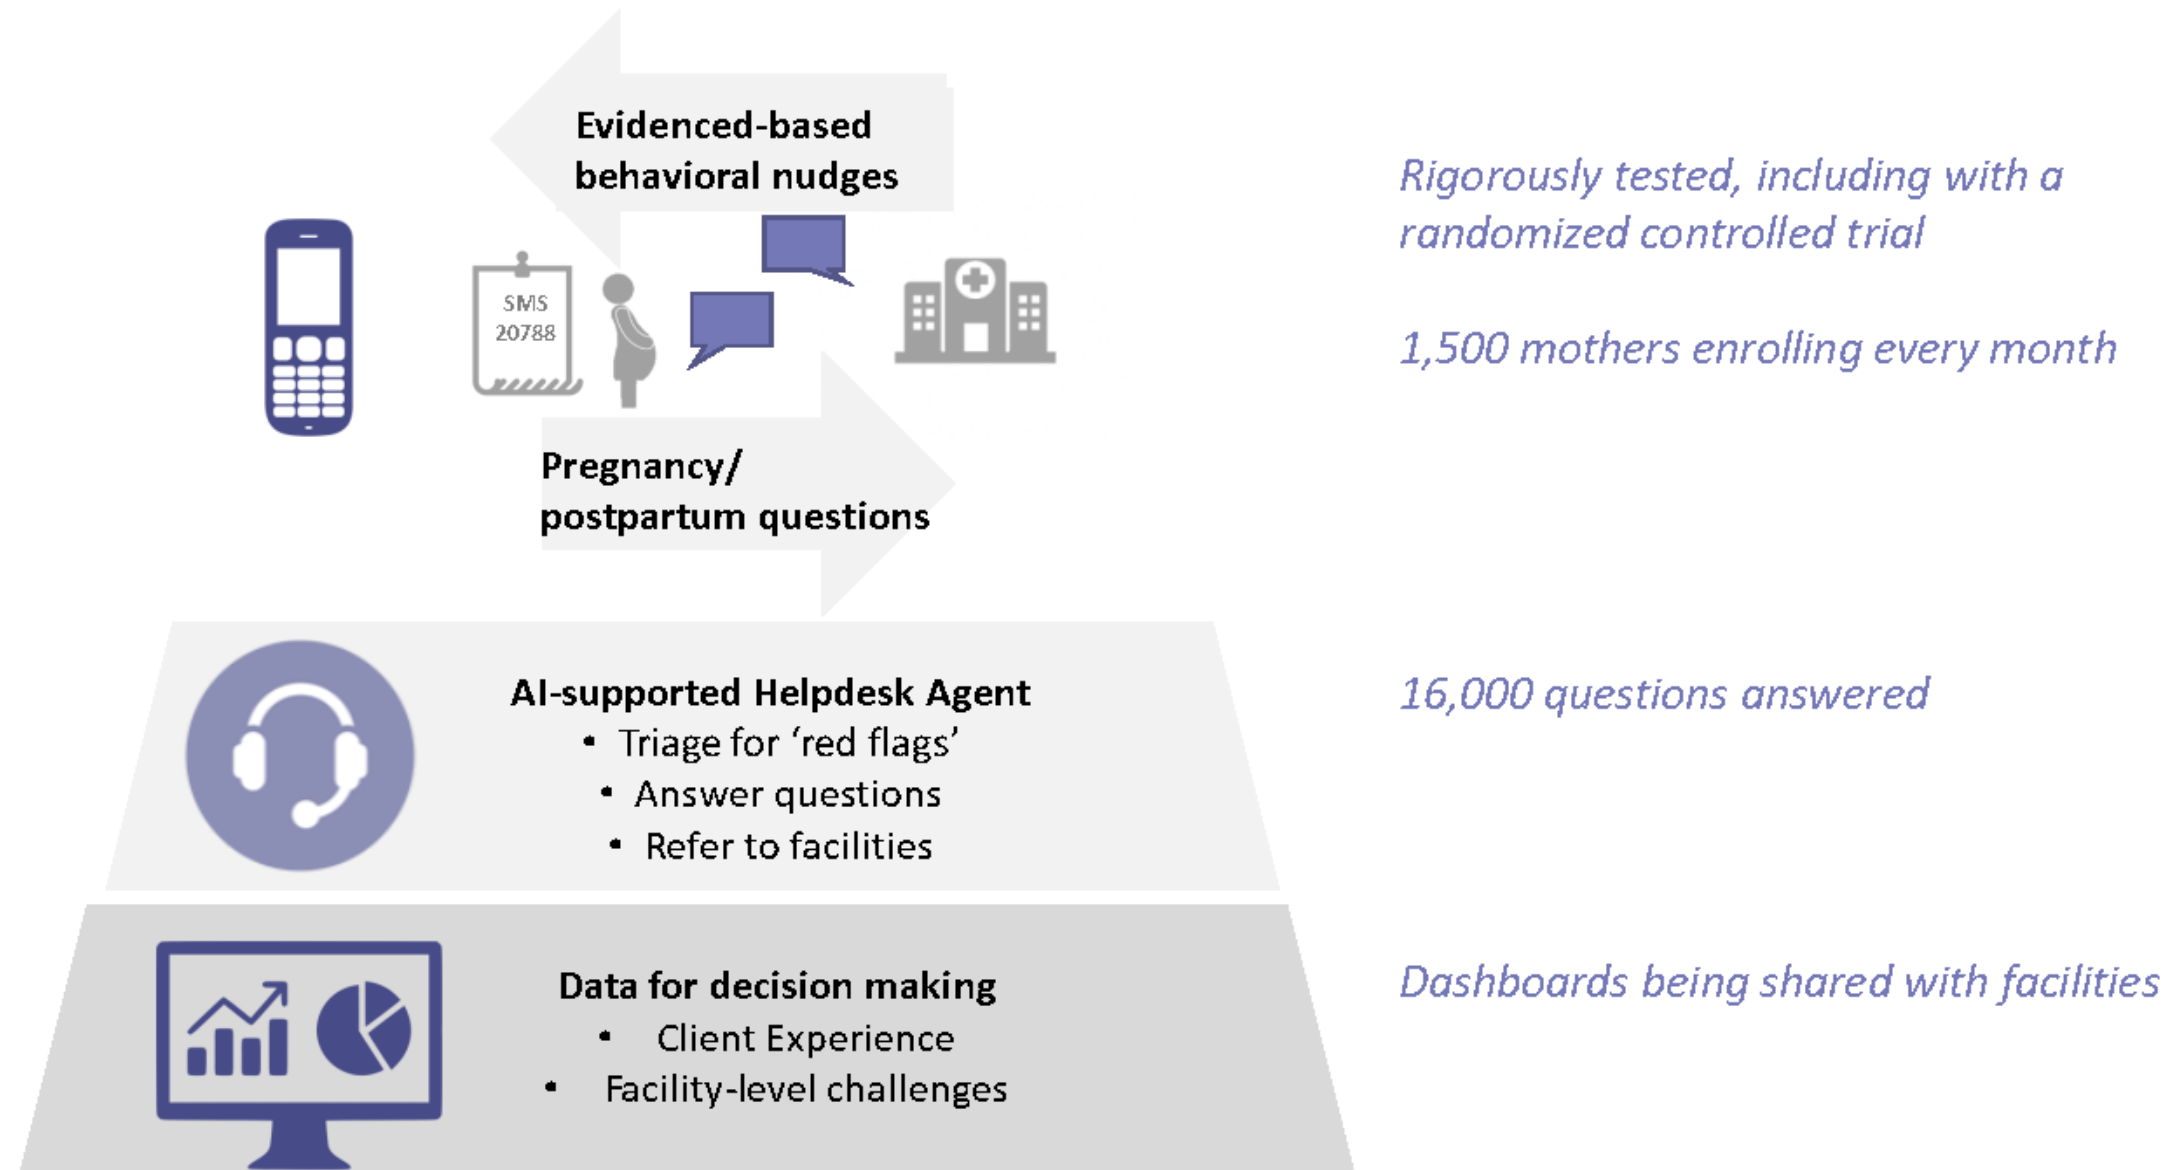 Evidenced-based
behavioral nudges
Rigorously tested, including with a
randomized controlled trial
SMS
20788
1,500 mothers enrolling every month
Pregnancy/
postpartum questions
AI-supported Helpdesk Agent
• Triage for ‘red flags’
• Answer questions
• Refer to facilities
16,000 questions answered
Data for decision making
• Client Experience
• Facility-level challenges
Dashboards being shared with facilities